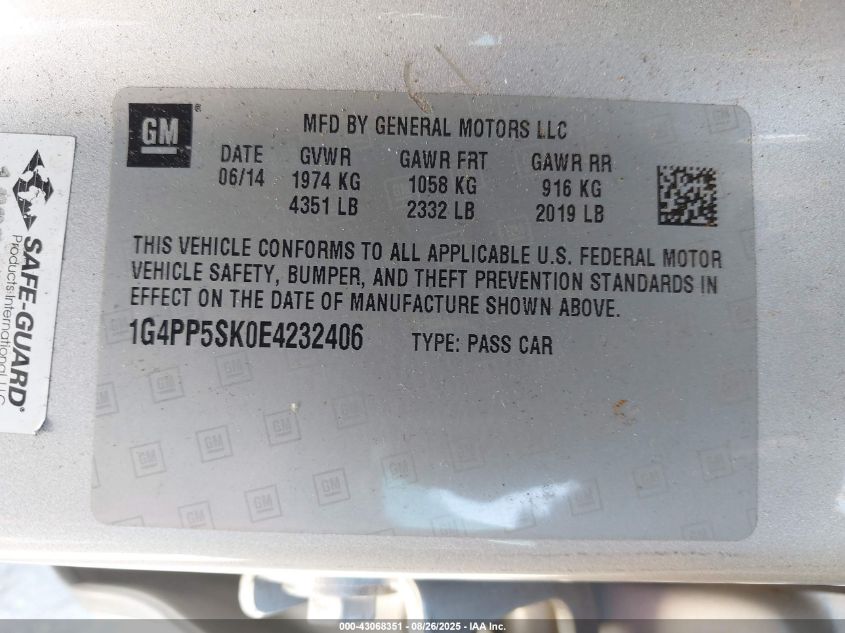 GM
MFD BY GENERAL MOTORS LLC
DATE GVWR GAWR FRT GAWR RR
06/14 1974 KG 1058 KG 916 KG
4351 LB 2332 LB 2019 LB
THIS VEHICLE CONFORMS TO ALL APPLICABLE U.S. FEDERAL MOTOR
VEHICLE SAFETY, BUMPER, AND THEFT PREVENTION STANDARDS IN
EFFECT ON THE DATE OF MANUFACTURE SHOWN ABOVE.
1G4PP5SK0E4232406 TYPE: PASS CAR
SAFE-GUARD®
Products International LLC
000-43068351 | 08/26/2025 | IAA Inc.